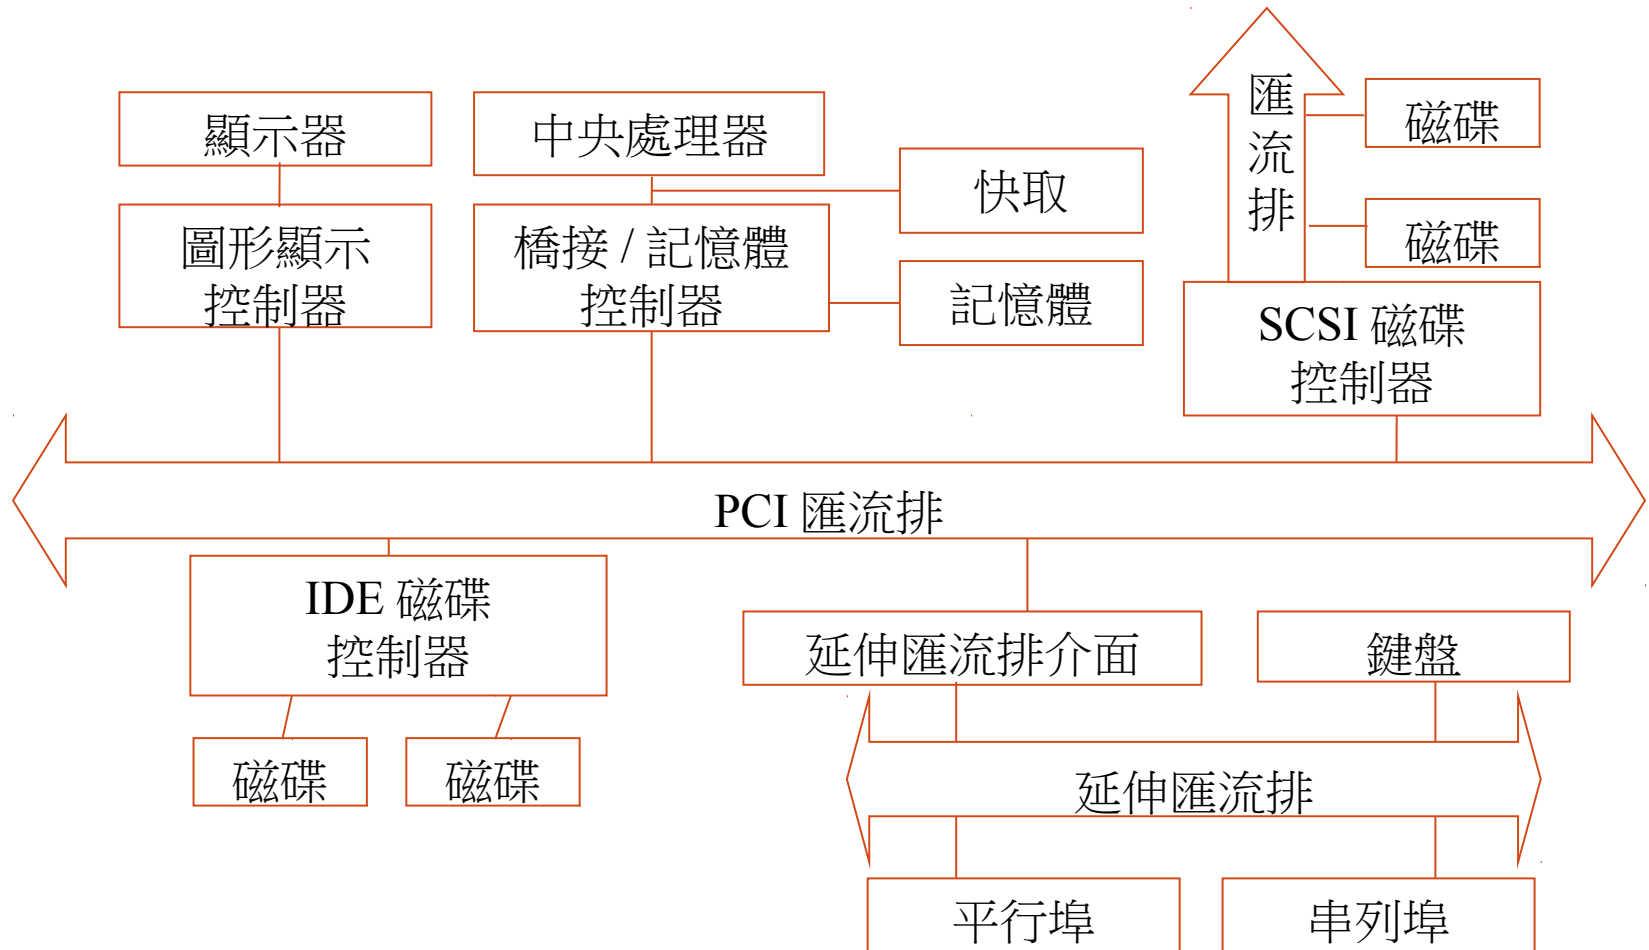 顯示器
中央處理器
匯
流
排
磁碟
快取
磁碟
圖形顯示
控制器
橋接 / 記憶體
控制器
記憶體
SCSI 磁碟
控制器
PCI 匯流排
IDE 磁碟
控制器
延伸匯流排介面
鍵盤
磁碟
磁碟
延伸匯流排
平行埠
串列埠